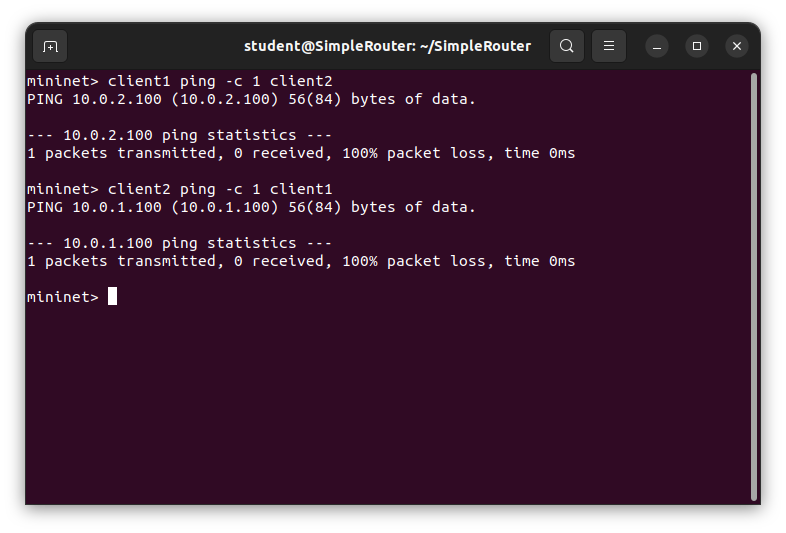 student@SimpleRouter: ~/SimpleRouter
mininet> client1 ping -c 1 client2
PING 10.0.2.100 (10.0.2.100) 56(84) bytes of data.
--- 10.0.2.100 ping statistics ---
1 packets transmitted, 0 received, 100% packet loss, time 0ms
mininet> client2 ping -c 1 client1
PING 10.0.1.100 (10.0.1.100) 56(84) bytes of data.
--- 10.0.1.100 ping statistics ---
1 packets transmitted, 0 received, 100% packet loss, time 0ms
mininet>